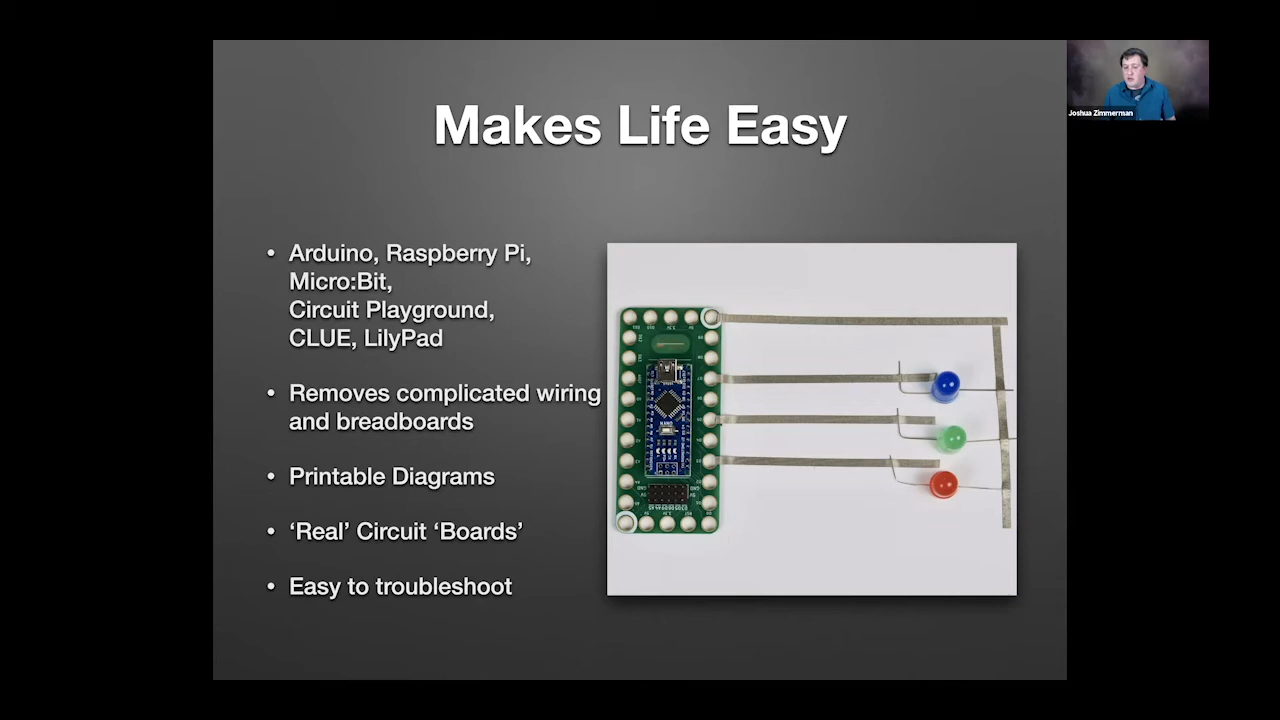 Makes Life Easy
Joshua Zimmerman
• Arduino, Raspberry Pi,
Micro:Bit,
Circuit Playground,
CLUE, LilyPad
• Removes complicated wiring
and breadboards
• Printable Diagrams
• ‘Real’ Circuit ‘Boards’
• Easy to troubleshoot
NANO